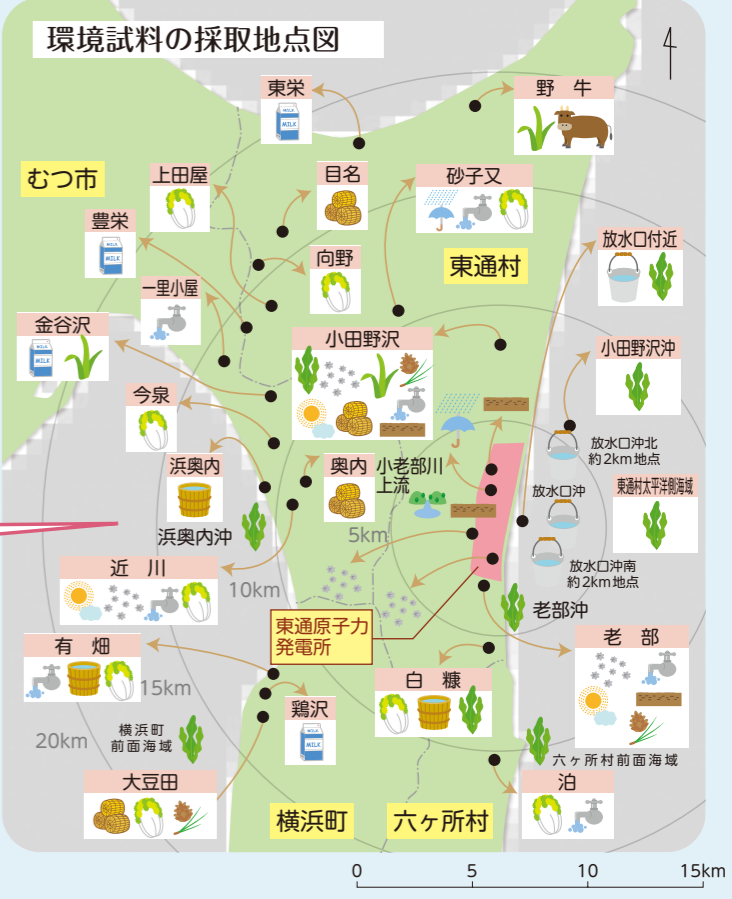 環境試料の採取地点図
東栄
MILK
野 牛
むつ市
上田屋
目名
砂子又
豊栄
MILK
向野
東通村
放水口付近
一里小屋
金谷沢
MILK
小田野沢
小田野沢沖
今泉
放水口沖北
約2km地点
浜奥内
奥内
小老部川
上流
放水口沖
東通村太平洋側海域
浜奥内沖
5km
放水口沖南
約2km地点
近 川
10km
老部沖
東通原子力
発電所
老 部
有 畑
15km
白 糠
鶏沢
MILK
横浜町
前面海域
20km
六ヶ所村前面海域
大豆田
泊
横浜町
六ヶ所村
0 5 10 15km